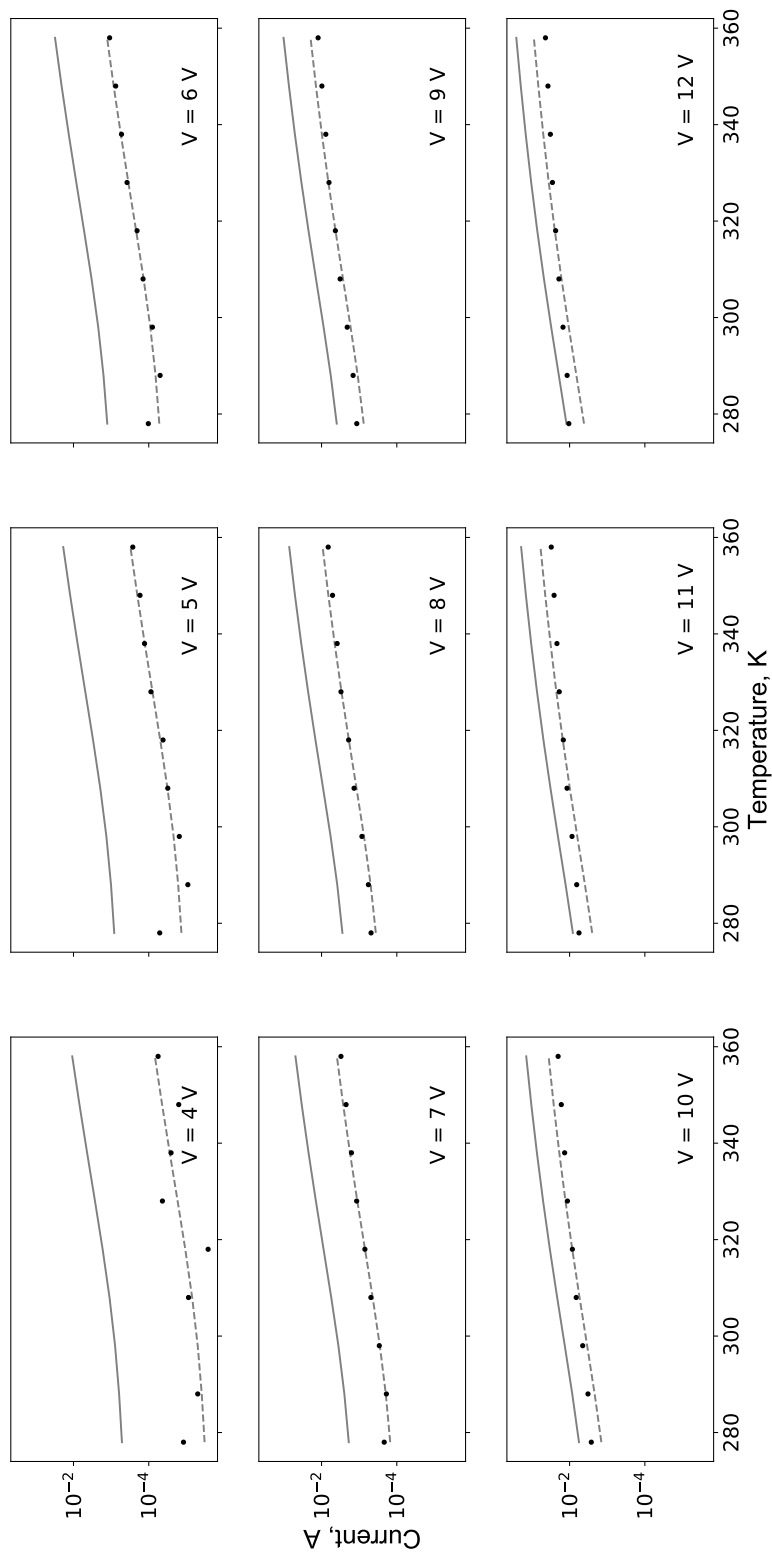 10⁻²
10⁻⁴
V = 4 V
V = 5 V
V = 6 V
Current, A
10⁻²
10⁻⁴
V = 7 V
V = 8 V
V = 9 V
10⁻²
10⁻⁴
V = 10 V
V = 11 V
V = 12 V
280 300 320 340 360
280 300 320 340 360
280 300 320 340 360
Temperature, K